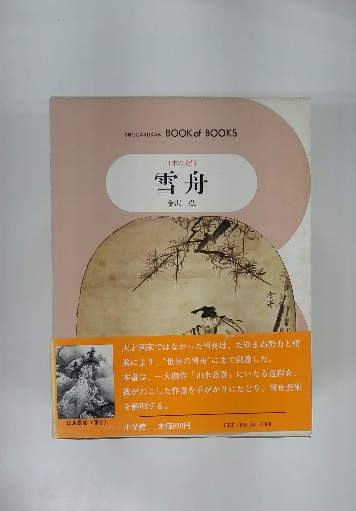 SHOGAKUKAN BOOK of BOOKS
日本の美術
雪舟
金沢 弘
天才画家ではなかった雪舟は、たゆまぬ努力と精
進により、“世界の雪舟”にまで到達した。
本書は、一大傑作「山水長巻」にいたる道程を、
彼がのこした作品を手がかりにたどり、雪舟芸術
を解明する。
山水長巻（部分）
小学館 定価930円